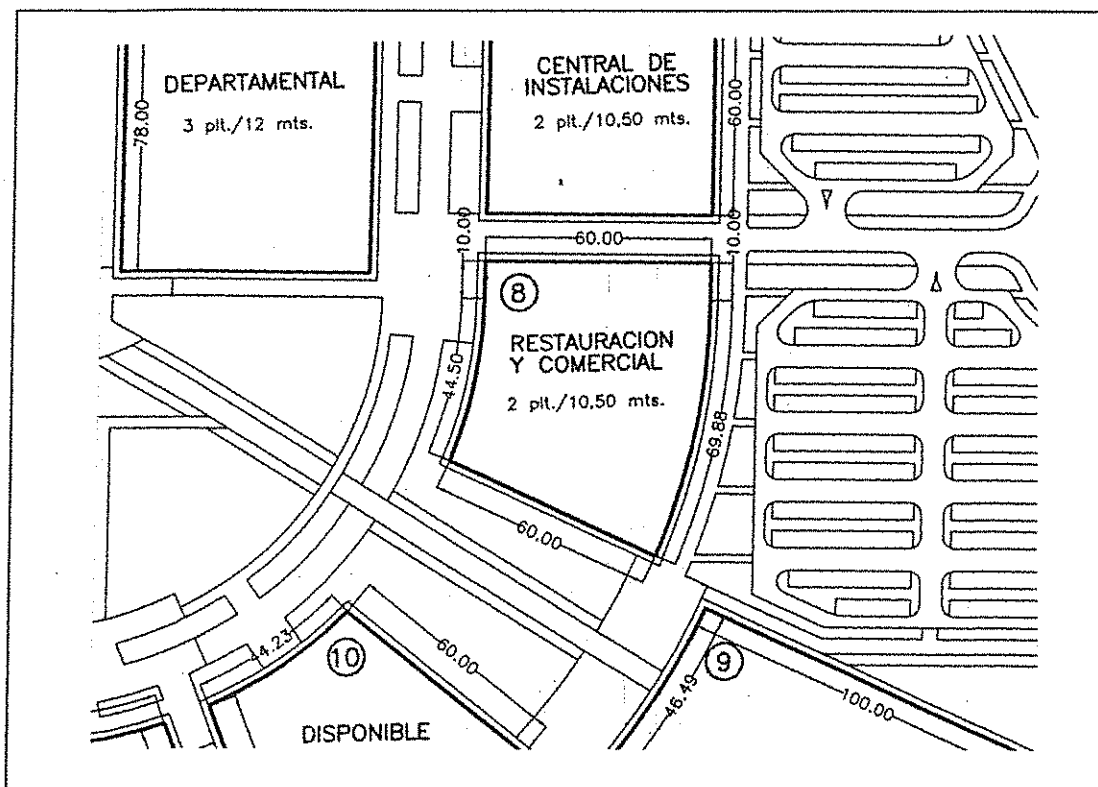 DEPARTAMENTAL
3 plt./12 mts.
78.00
CENTRAL DE
INSTALACIONES
2 plt./10,50 mts.
60.00
10.00
60.00
10.00
8
RESTAURACION
Y COMERCIAL
2 plt./10,50 mts.
44.50
69.88
60.00
44.23
10
60.00
DISPONIBLE
9
46.49
100.00